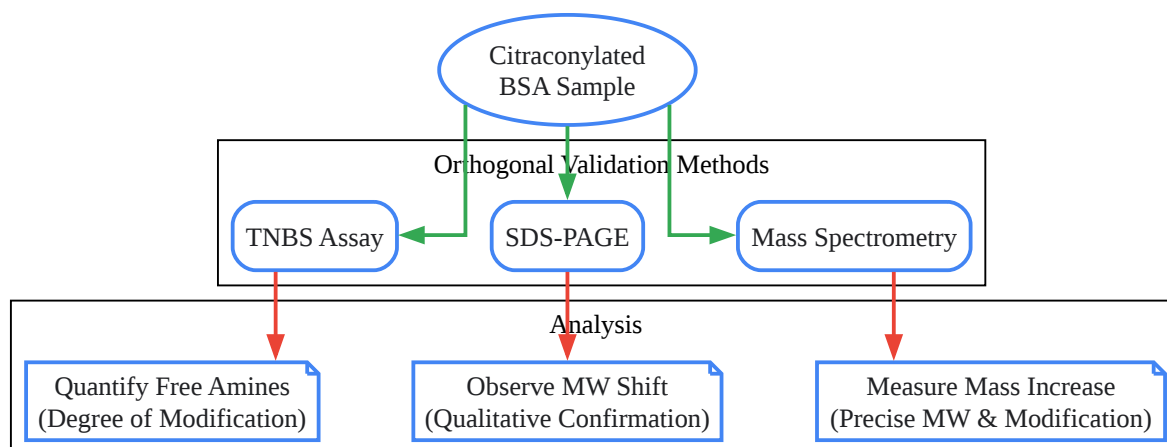 Citraconylated
BSA Sample
Orthogonal Validation Methods
TNBS Assay
SDS-PAGE
Mass Spectrometry
Analysis
Quantify Free Amines
(Degree of Modification)
Observe MW Shift
(Qualitative Confirmation)
Measure Mass Increase
(Precise MW & Modification)